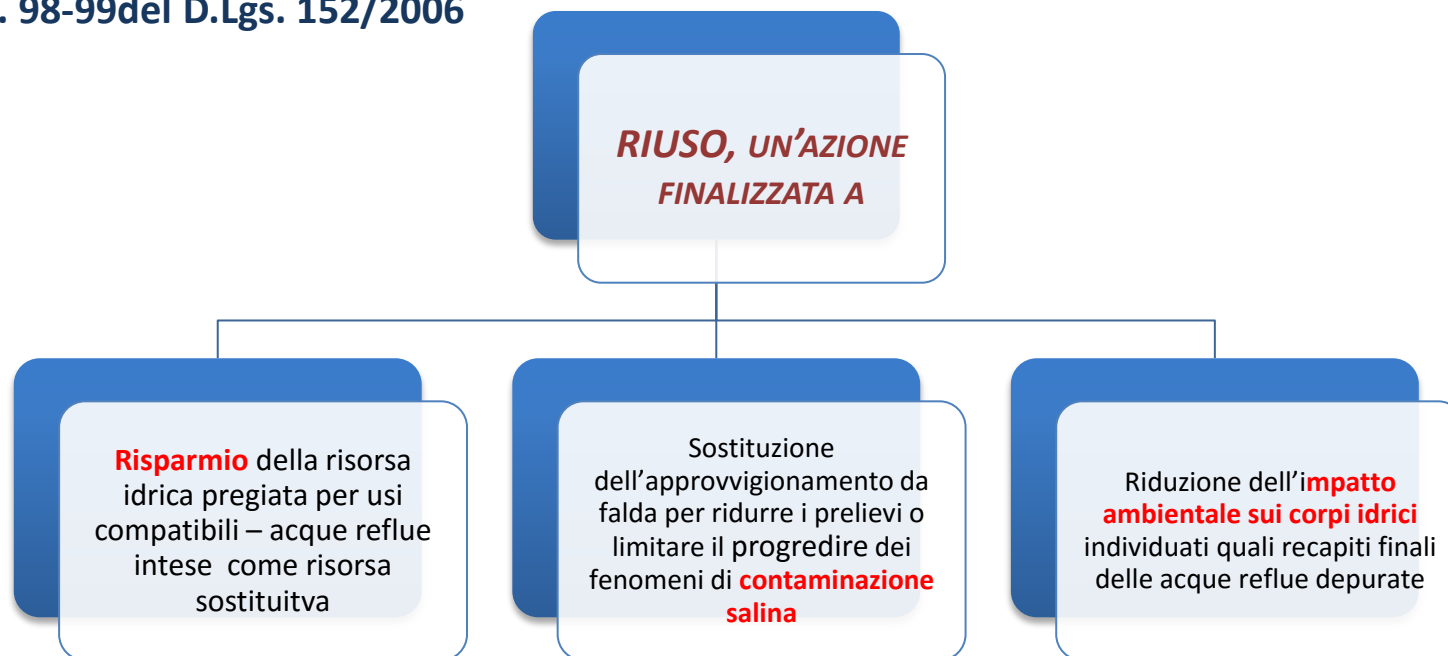 . 98-99del D.Lgs. 152/2006
RIUSO, UN’AZIONE
FINALIZZATA A
Risparmio della risorsa
idrica pregiata per usi
compatibili – acque reflue
intese come risorsa
sostituitva
Sostituzione
dell’approvvigionamento da
falda per ridurre i prelievi o
limitare il progredire dei
fenomeni di contaminazione
salina
Riduzione dell’impatto
ambientale sui corpi idrici
individuati quali recapiti finali
delle acque reflue depurate